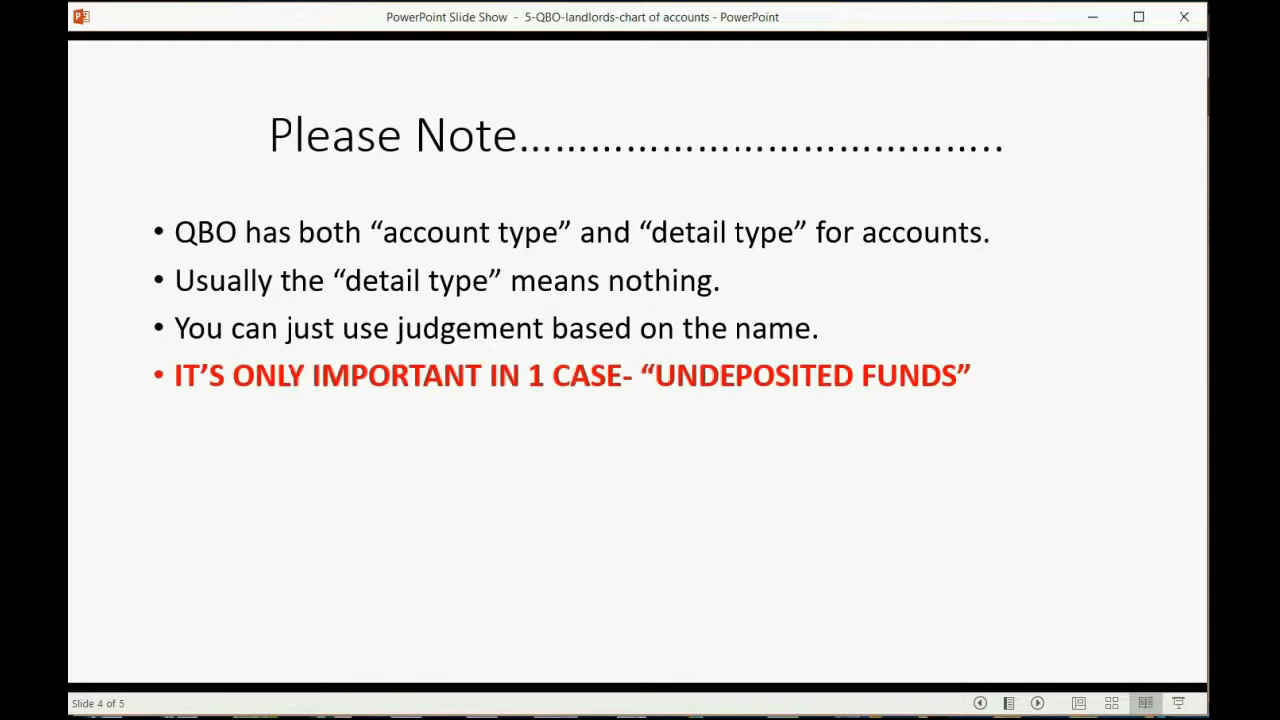 PowerPoint Slide Show - 5-QBO-landlords-chart of accounts - PowerPoint
Please Note……………………………………..
• QBO has both “account type” and “detail type” for accounts.
• Usually the “detail type” means nothing.
• You can just use judgement based on the name.
• IT’S ONLY IMPORTANT IN 1 CASE- “UNDEPOSITED FUNDS”
Slide 4 of 5